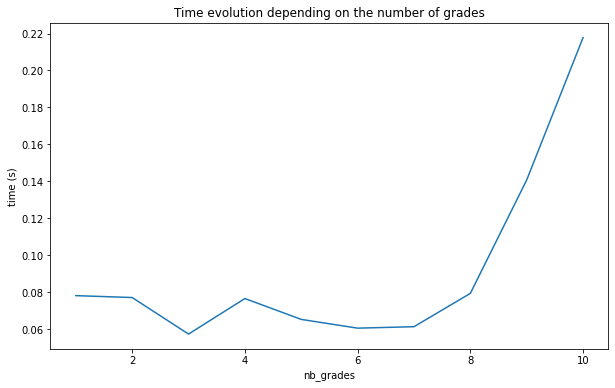 Time evolution depending on the number of grades
0.22
0.20
0.18
0.16
0.14
0.12
0.10
0.08
0.06
time (s)
2 4 6 8 10
nb_grades